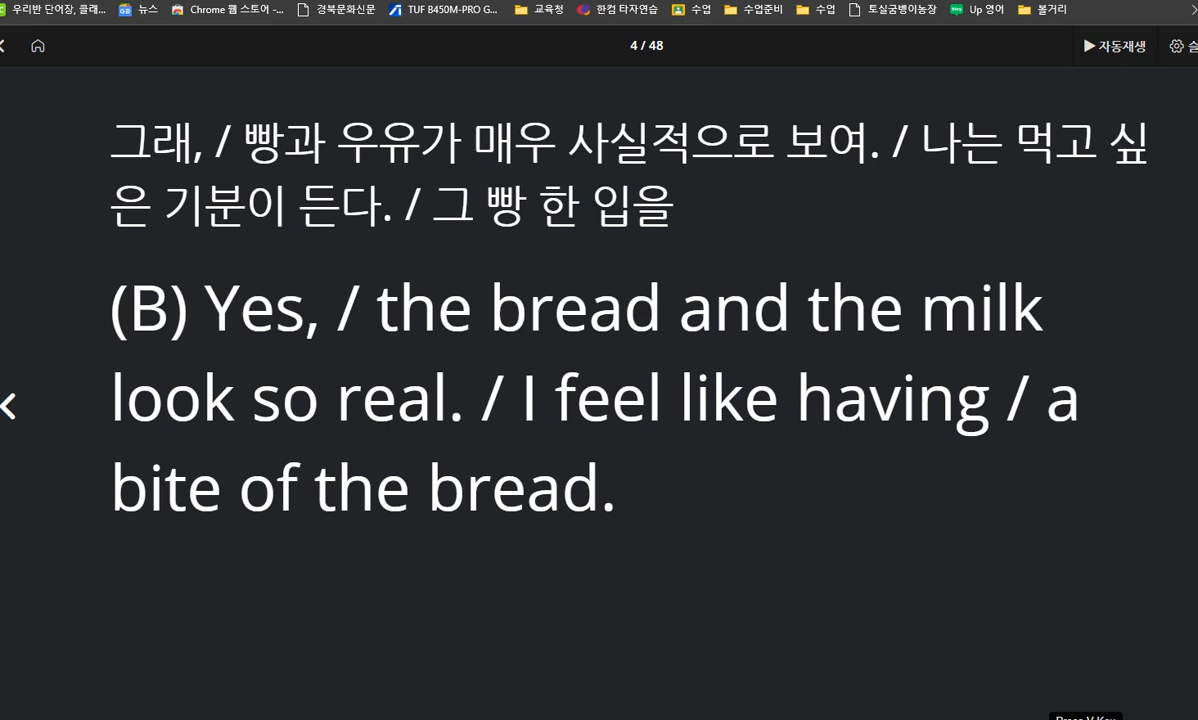 우리반 단어장, 클래... 뉴스 Chrome 웹 스토어 -... 경북문화신문 TUF B450M-PRO G... 교육청 한컴 타자연습 수업 수업준비 수업 토실굼벵이농장 Up 영어 볼거리
4 / 48 자동재생 슬
그래, / 빵과 우유가 매우 사실적으로 보여. / 나는 먹고 싶
은 기분이 든다. / 그 빵 한 입을
(B) Yes, / the bread and the milk
look so real. / I feel like having / a
bite of the bread.